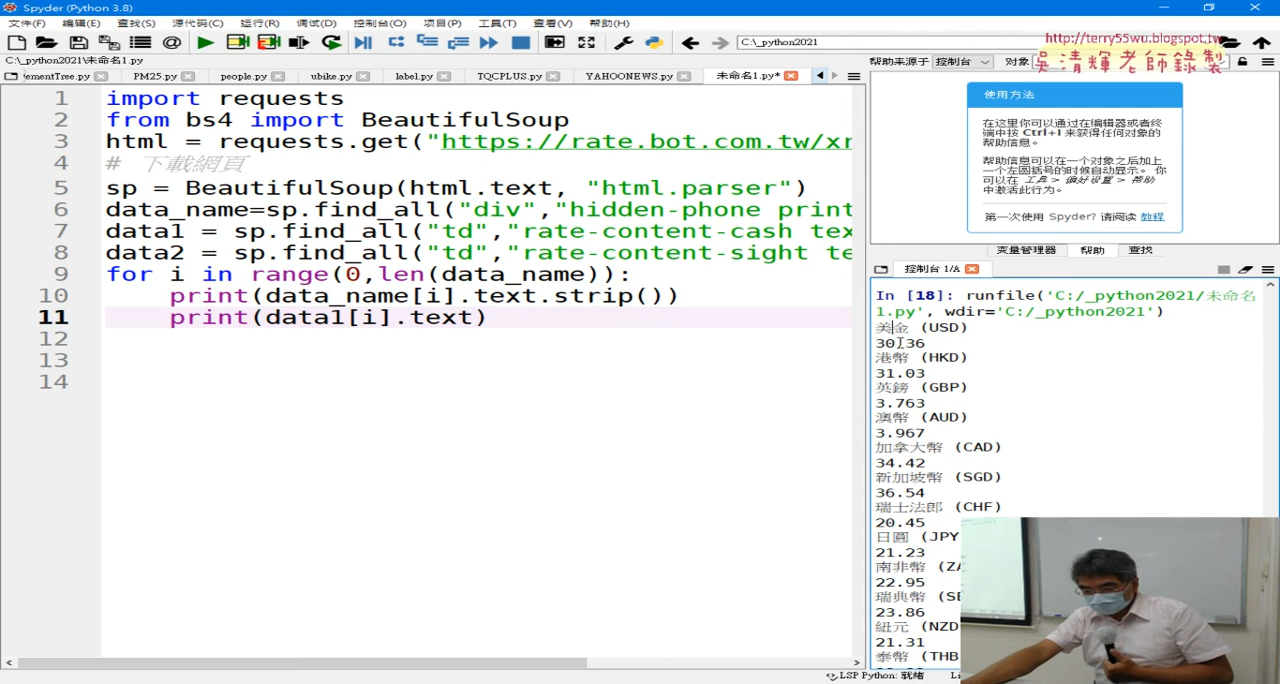 Spyder (Python 3.8)
文件(F) 编辑(E) 查找(S) 源代码(C) 运行(R) 调试(D) 控制台(O) 项目(P) 工具(T) 查看(V) 帮助(H)
C:\_python2021
http://terry55wu.blogspot.tw
吳清輝老師錄製
C:\_python2021\未命名1.py
ementTree.py PM25.py people.py ubike.py label.py TQCPLUS.py YAHOONEWS.py 未命名1.py*
帮助来源于 控制台 对象
1 import requests
2 from bs4 import BeautifulSoup
3 html = requests.get("https://rate.bot.com.tw/xr
4 # 下載網頁
5 sp = BeautifulSoup(html.text, "html.parser")
6 data_name=sp.find_all("div","hidden-phone prin
7 data1 = sp.find_all("td","rate-content-cash te
8 data2 = sp.find_all("td","rate-content-sight te
9 for i in range(0,len(data_name)):
10 print(data_name[i].text.strip())
11 print(data1[i].text)
12
13
14
使用方法
在这里你可以通过在编辑器或者终端中按 Ctrl+I 来获得任何对象的帮助信息。
帮助信息可以在一个对象之后加上一个左圆括号的时候自动显示。 你可以在 工具 > 偏好设置 > 帮助 中激活此行为。
第一次使用 Spyder? 请阅读 教程
变量管理器 帮助 查找
控制台 1/A
In [18]: runfile('C:/_python2021/未命名
1.py', wdir='C:/_python2021')
美金 (USD)
30.36
港幣 (HKD)
31.03
英鎊 (GBP)
3.763
澳幣 (AUD)
3.967
加拿大幣 (CAD)
34.42
新加坡幣 (SGD)
36.54
瑞士法郎 (CHF)
20.45
日圓 (JPY
21.23
南非幣 (ZA
22.95
瑞典幣 (SE
23.86
紐元 (NZD
21.31
泰幣 (THB
LSP Python: 就绪